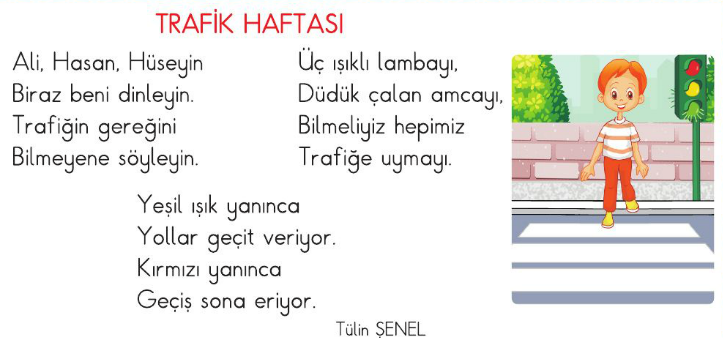 TRAFİK HAFTASI
Ali, Hasan, Hüseyin
Biraz beni dinleyin.
Trafiğin gereğini
Bilmeyene söyleyin.
Üç ışıklı lambayı,
Düdük çalan amcayı,
Bilmeliyiz hepimiz
Trafiğe uymayı.
Yeşil ışık yanınca
Yollar geçit veriyor.
Kırmızı yanınca
Geçiş sona eriyor.
Tülin ŞENEL